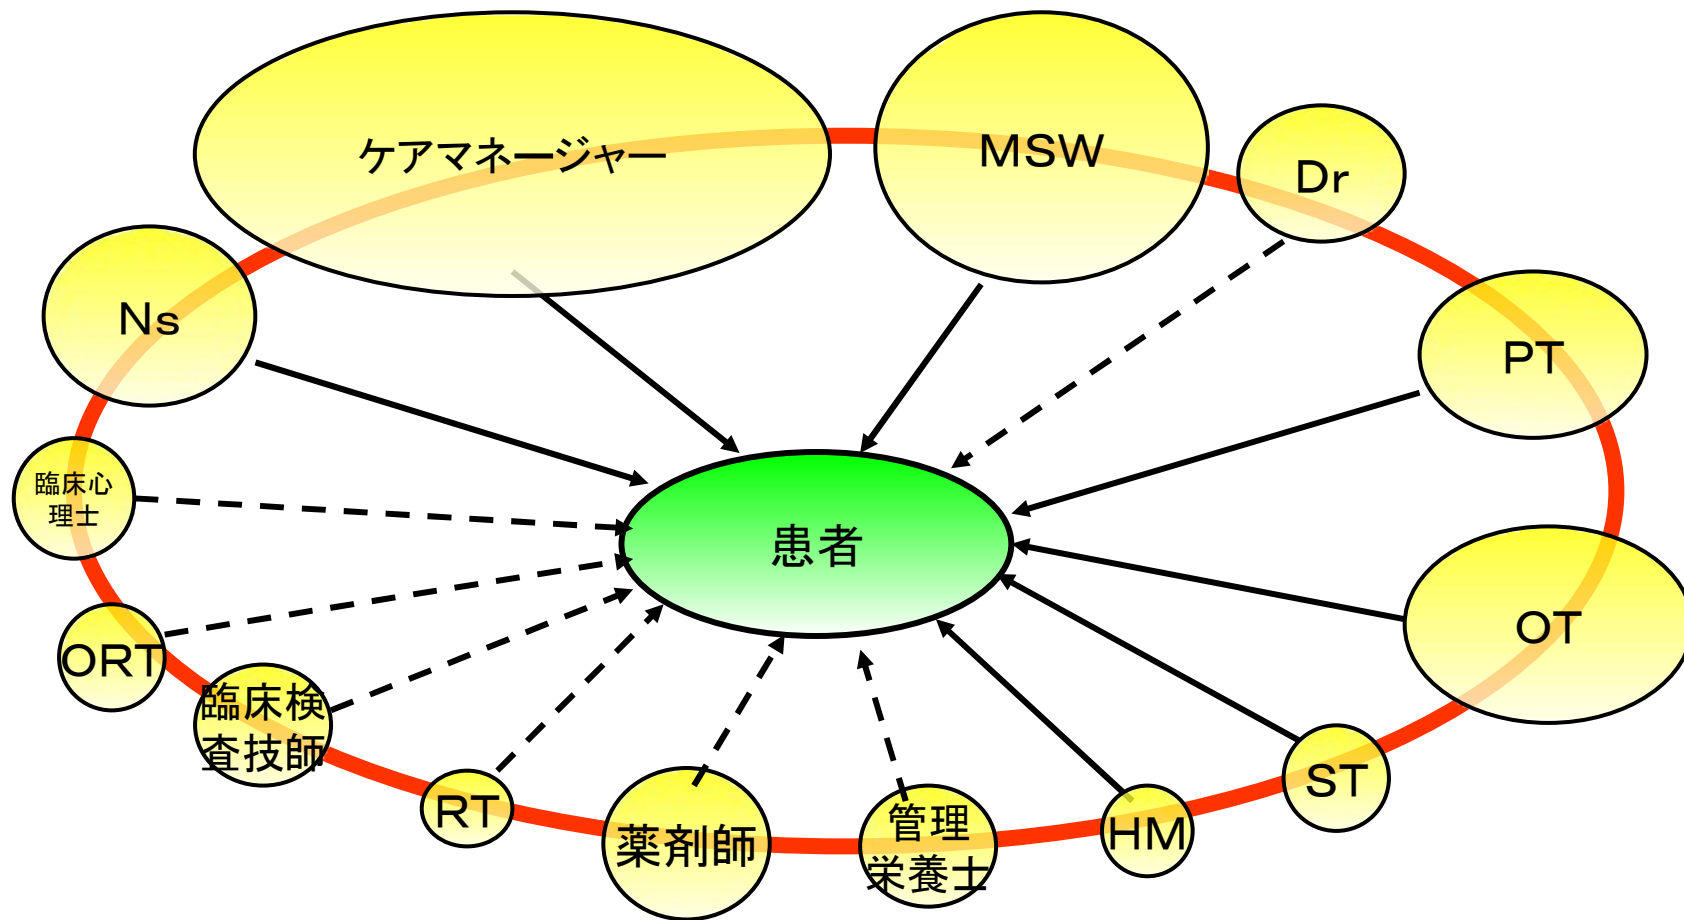 ケアマネージャー
MSW
Dr
Ns
PT
臨床心
理士
患者
OT
ORT
臨床検
査技師
RT
薬剤師
管理
栄養士
HM
ST